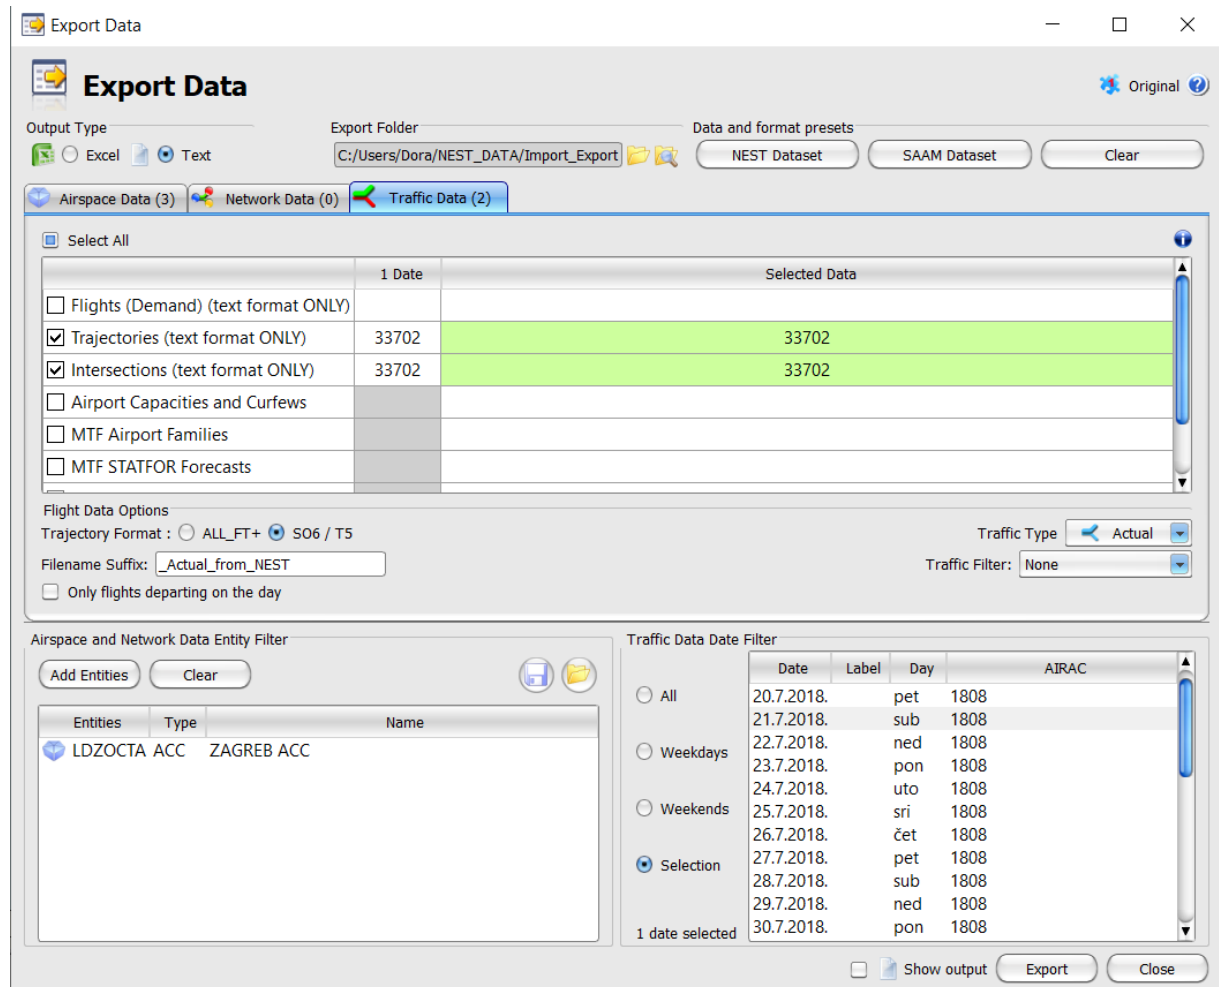 Export Data
Export Data
Original
Output Type
Export Folder
Data and format presets
Excel
Text
C:/Users/Dora/NEST_DATA/Import_Export
NEST Dataset
SAAM Dataset
Clear
Airspace Data (3)
Network Data (0)
Traffic Data (2)
Select All
1 Date
Selected Data
Flights (Demand) (text format ONLY)
Trajectories (text format ONLY) 33702 33702
Intersections (text format ONLY) 33702 33702
Airport Capacities and Curfews
MTF Airport Families
MTF STATFOR Forecasts
Flight Data Options
Trajectory Format : ALL_FT+ SO6 / T5
Traffic Type Actual
Filename Suffix: _Actual_from_NEST
Traffic Filter: None
Only flights departing on the day
Airspace and Network Data Entity Filter
Add Entities
Clear
Entities Type Name
LDZOCTA ACC ZAGREB ACC
Traffic Data Date Filter
All
Weekdays
Weekends
Selection
1 date selected
Date Label Day AIRAC
20.7.2018. pet 1808
21.7.2018. sub 1808
22.7.2018. ned 1808
23.7.2018. pon 1808
24.7.2018. uto 1808
25.7.2018. sri 1808
26.7.2018. čet 1808
27.7.2018. pet 1808
28.7.2018. sub 1808
29.7.2018. ned 1808
30.7.2018. pon 1808
Show output
Export
Close